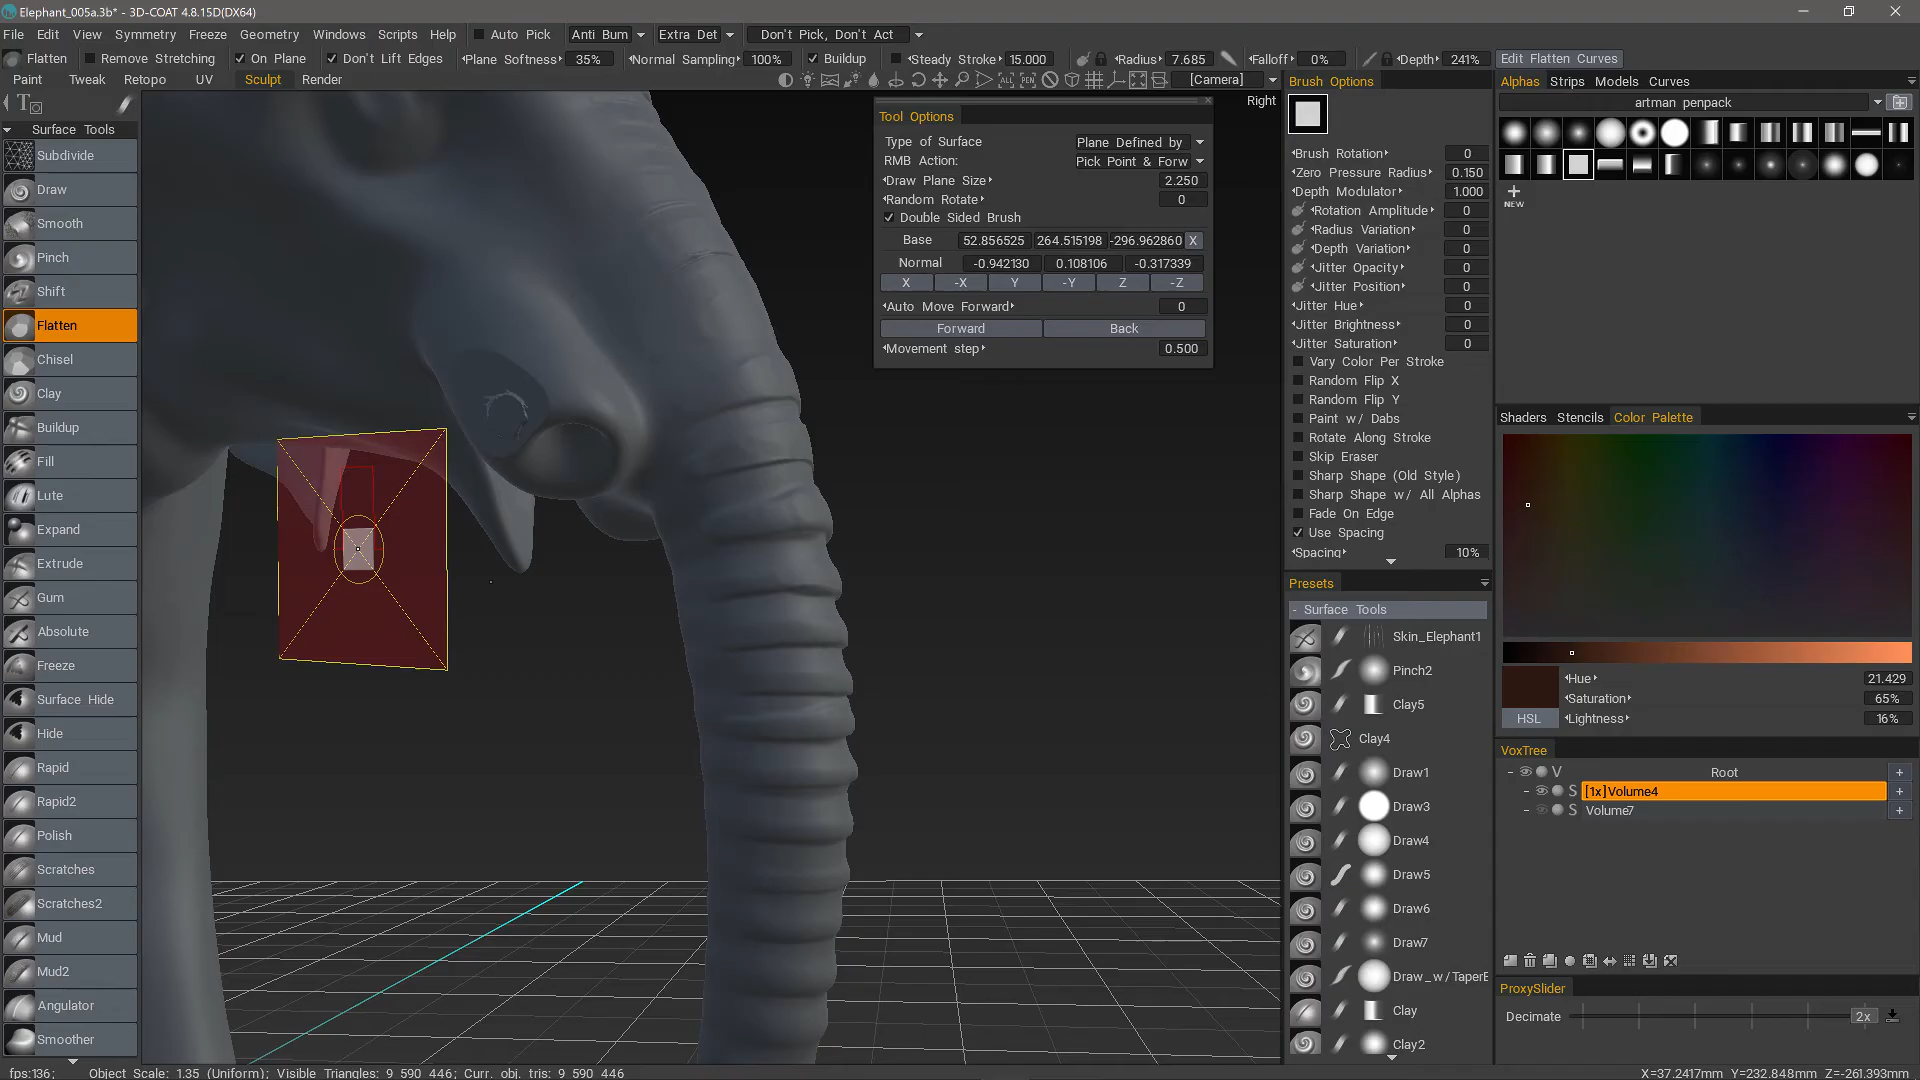 Elephant_005a.3b* - 3D-COAT 4.8.15D(DX64)
File Edit View Symmetry Freeze Geometry Windows Scripts Help Auto Pick Anti Bum Extra Det Don't Pick, Don't Act
Flatten Remove Stretching On Plane Don't Lift Edges Plane Softness 35% Normal Sampling 100% Buildup Steady Stroke 15.000 Radius 7.685 Falloff 0% Depth 241% Edit Flatten Curves
Paint Tweak Retopo UV Sculpt Render [Camera]
Right
Surface Tools
Subdivide
Draw
Smooth
Pinch
Shift
Flatten
Chisel
Clay
Buildup
Fill
Lute
Expand
Extrude
Gum
Absolute
Freeze
Surface Hide
Hide
Rapid
Rapid2
Polish
Scratches
Scratches2
Mud
Mud2
Angulator
Smoother
Tool Options
Type of Surface Plane Defined by
RMB Action: Pick Point & Forw
Draw Plane Size 2.250
Random Rotate 0
Double Sided Brush
Base 52.856525 264.515198 -296.962860 X
Normal -0.942130 0.108106 -0.317339
X -X Y -Y Z -Z
Auto Move Forward 0
Forward Back
Movement step 0.500
Brush Options
Brush Rotation 0
Zero Pressure Radius 0.150
Depth Modulator 1.000
Rotation Amplitude 0
Radius Variation 0
Depth Variation 0
Jitter Opacity 0
Jitter Position 0
Jitter Hue 0
Jitter Brightness 0
Jitter Saturation 0
Vary Color Per Stroke
Random Flip X
Random Flip Y
Paint w/ Dabs
Rotate Along Stroke
Skip Eraser
Sharp Shape (Old Style)
Sharp Shape w/ All Alphas
Fade On Edge
Use Spacing
Spacing 10%
Presets
- Surface Tools
Skin_Elephant1
Pinch2
Clay5
Clay4
Draw1
Draw3
Draw4
Draw5
Draw6
Draw7
Draw_w/TaperE
Clay
Clay2
Alphas Strips Models Curves
artman penpack
NEW
Shaders Stencils Color Palette
Hue 21.429
Saturation 65%
HSL Lightness 16%
VoxTree
V Root +
S [1x]Volume4 +
S Volume7 +
ProxySlider
Decimate 2x
fps:136; Object Scale: 1.35 (Uniform); Visible Triangles: 9 590 446; Curr. obj. tris: 9 590 446 X=37.2417mm Y=232.848mm Z=-261.393mm